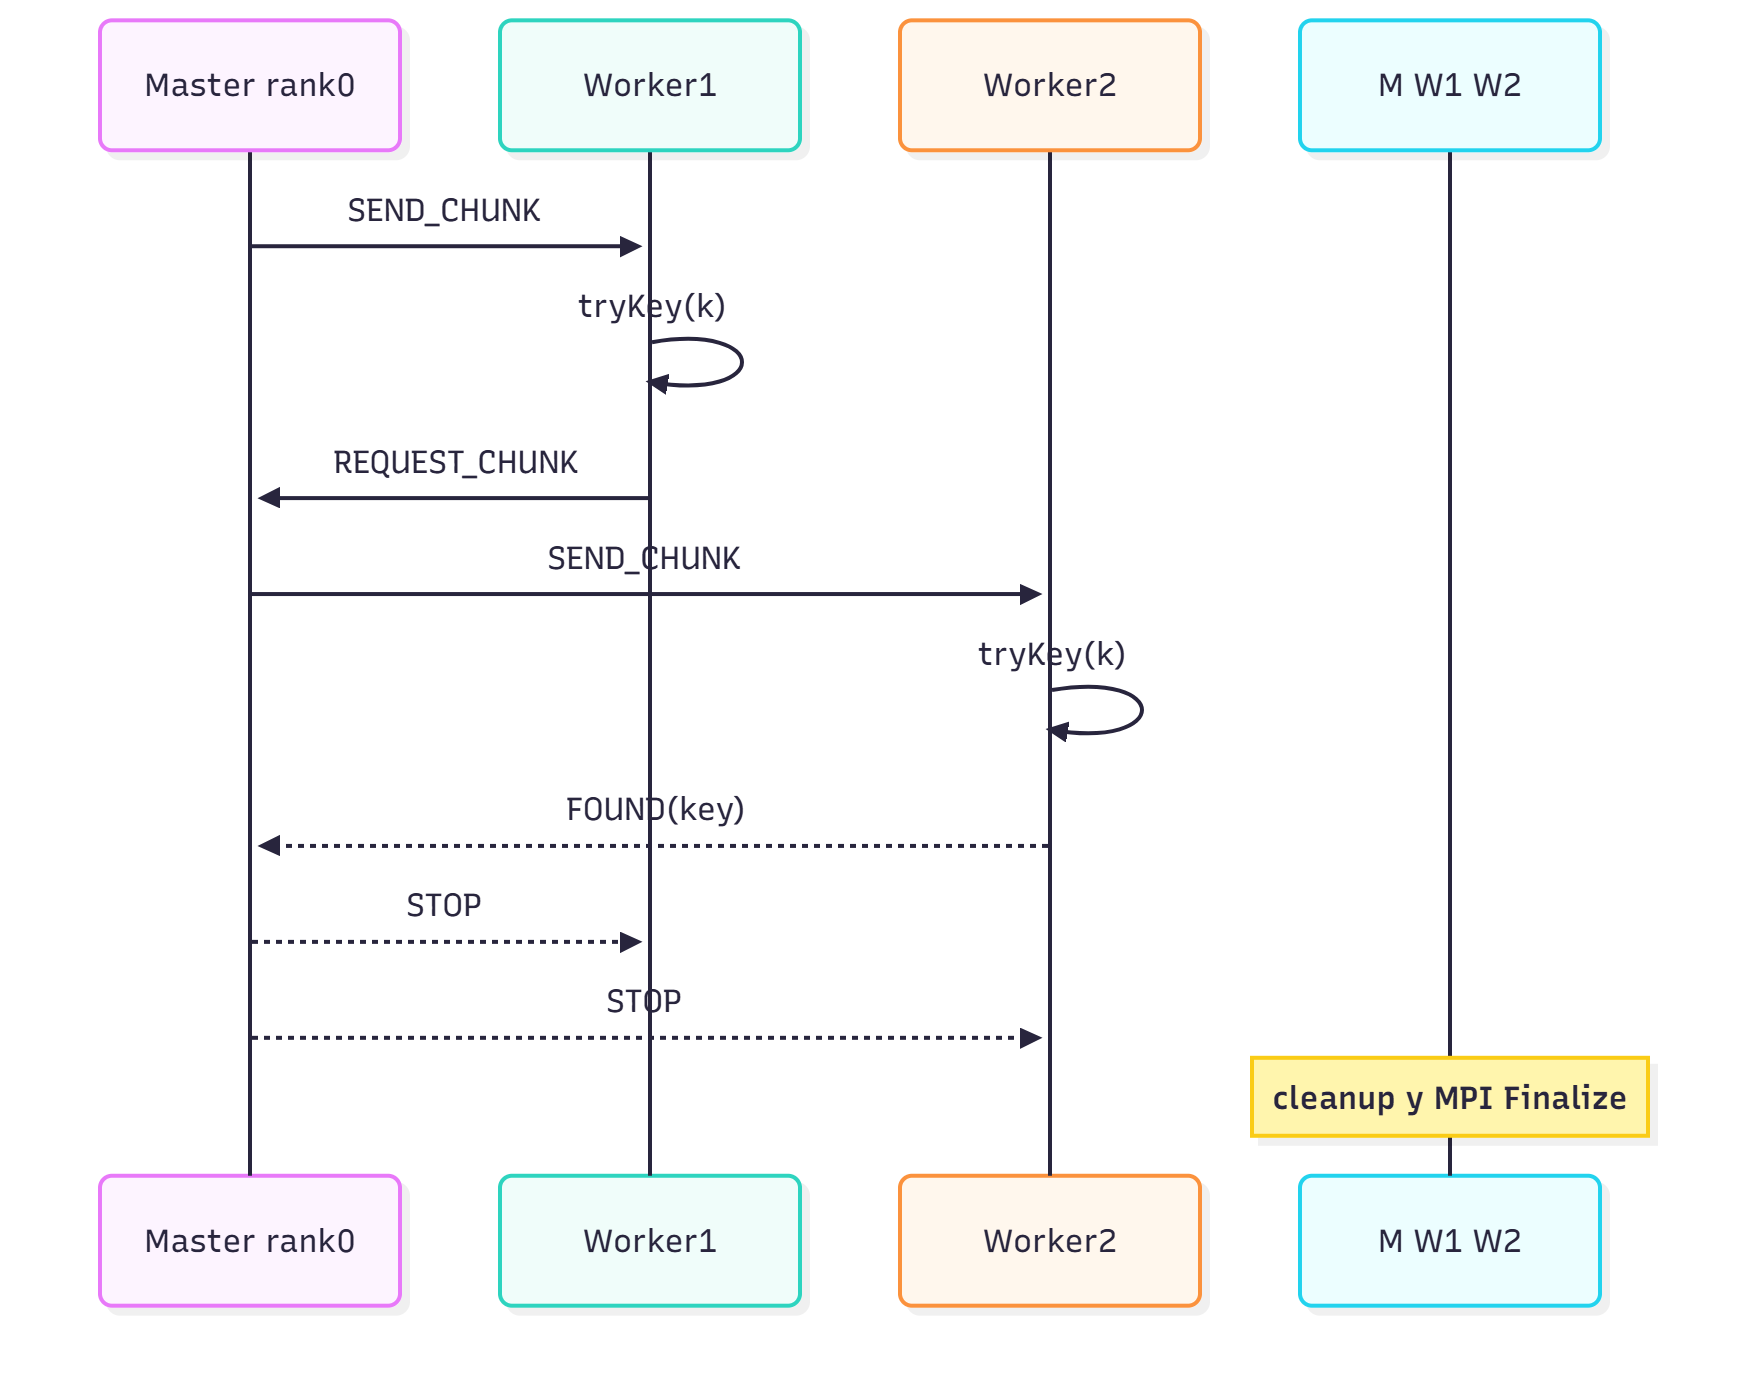 Master rank0
Worker1
Worker2
M W1 W2
SEND_CHUNK
tryKey(k)
REQUEST_CHUNK
SEND_CHUNK
tryKey(k)
FOUND(key)
STOP
STOP
cleanup y MPI Finalize
Master rank0
Worker1
Worker2
M W1 W2